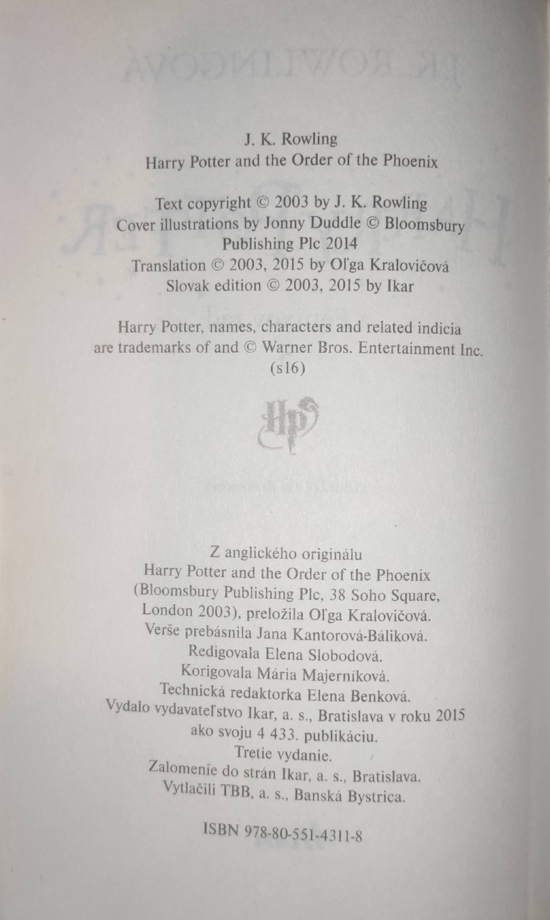 J. K. Rowling
Harry Potter and the Order of the Phoenix
Text copyright © 2003 by J. K. Rowling
Cover illustrations by Jonny Duddle © Bloomsbury
Publishing Plc 2014
Translation © 2003, 2015 by Oľga Kralovičová
Slovak edition © 2003, 2015 by Ikar
Harry Potter, names, characters and related indicia
are trademarks of and © Warner Bros. Entertainment Inc.
(s16)
HP
Z anglického originálu
Harry Potter and the Order of the Phoenix
(Bloomsbury Publishing Plc, 38 Soho Square,
London 2003), preložila Oľga Kralovičová.
Verše prebásnila Jana Kantorová-Báliková.
Redigovala Elena Slobodová.
Korigovala Mária Majerníková.
Technická redaktorka Elena Benková.
Vydalo vydavateľstvo Ikar, a. s., Bratislava v roku 2015
ako svoju 4 433. publikáciu.
Tretie vydanie.
Zalomenie do strán Ikar, a. s., Bratislava.
Vytlačili TBB, a. s., Banská Bystrica.
ISBN 978-80-551-4311-8